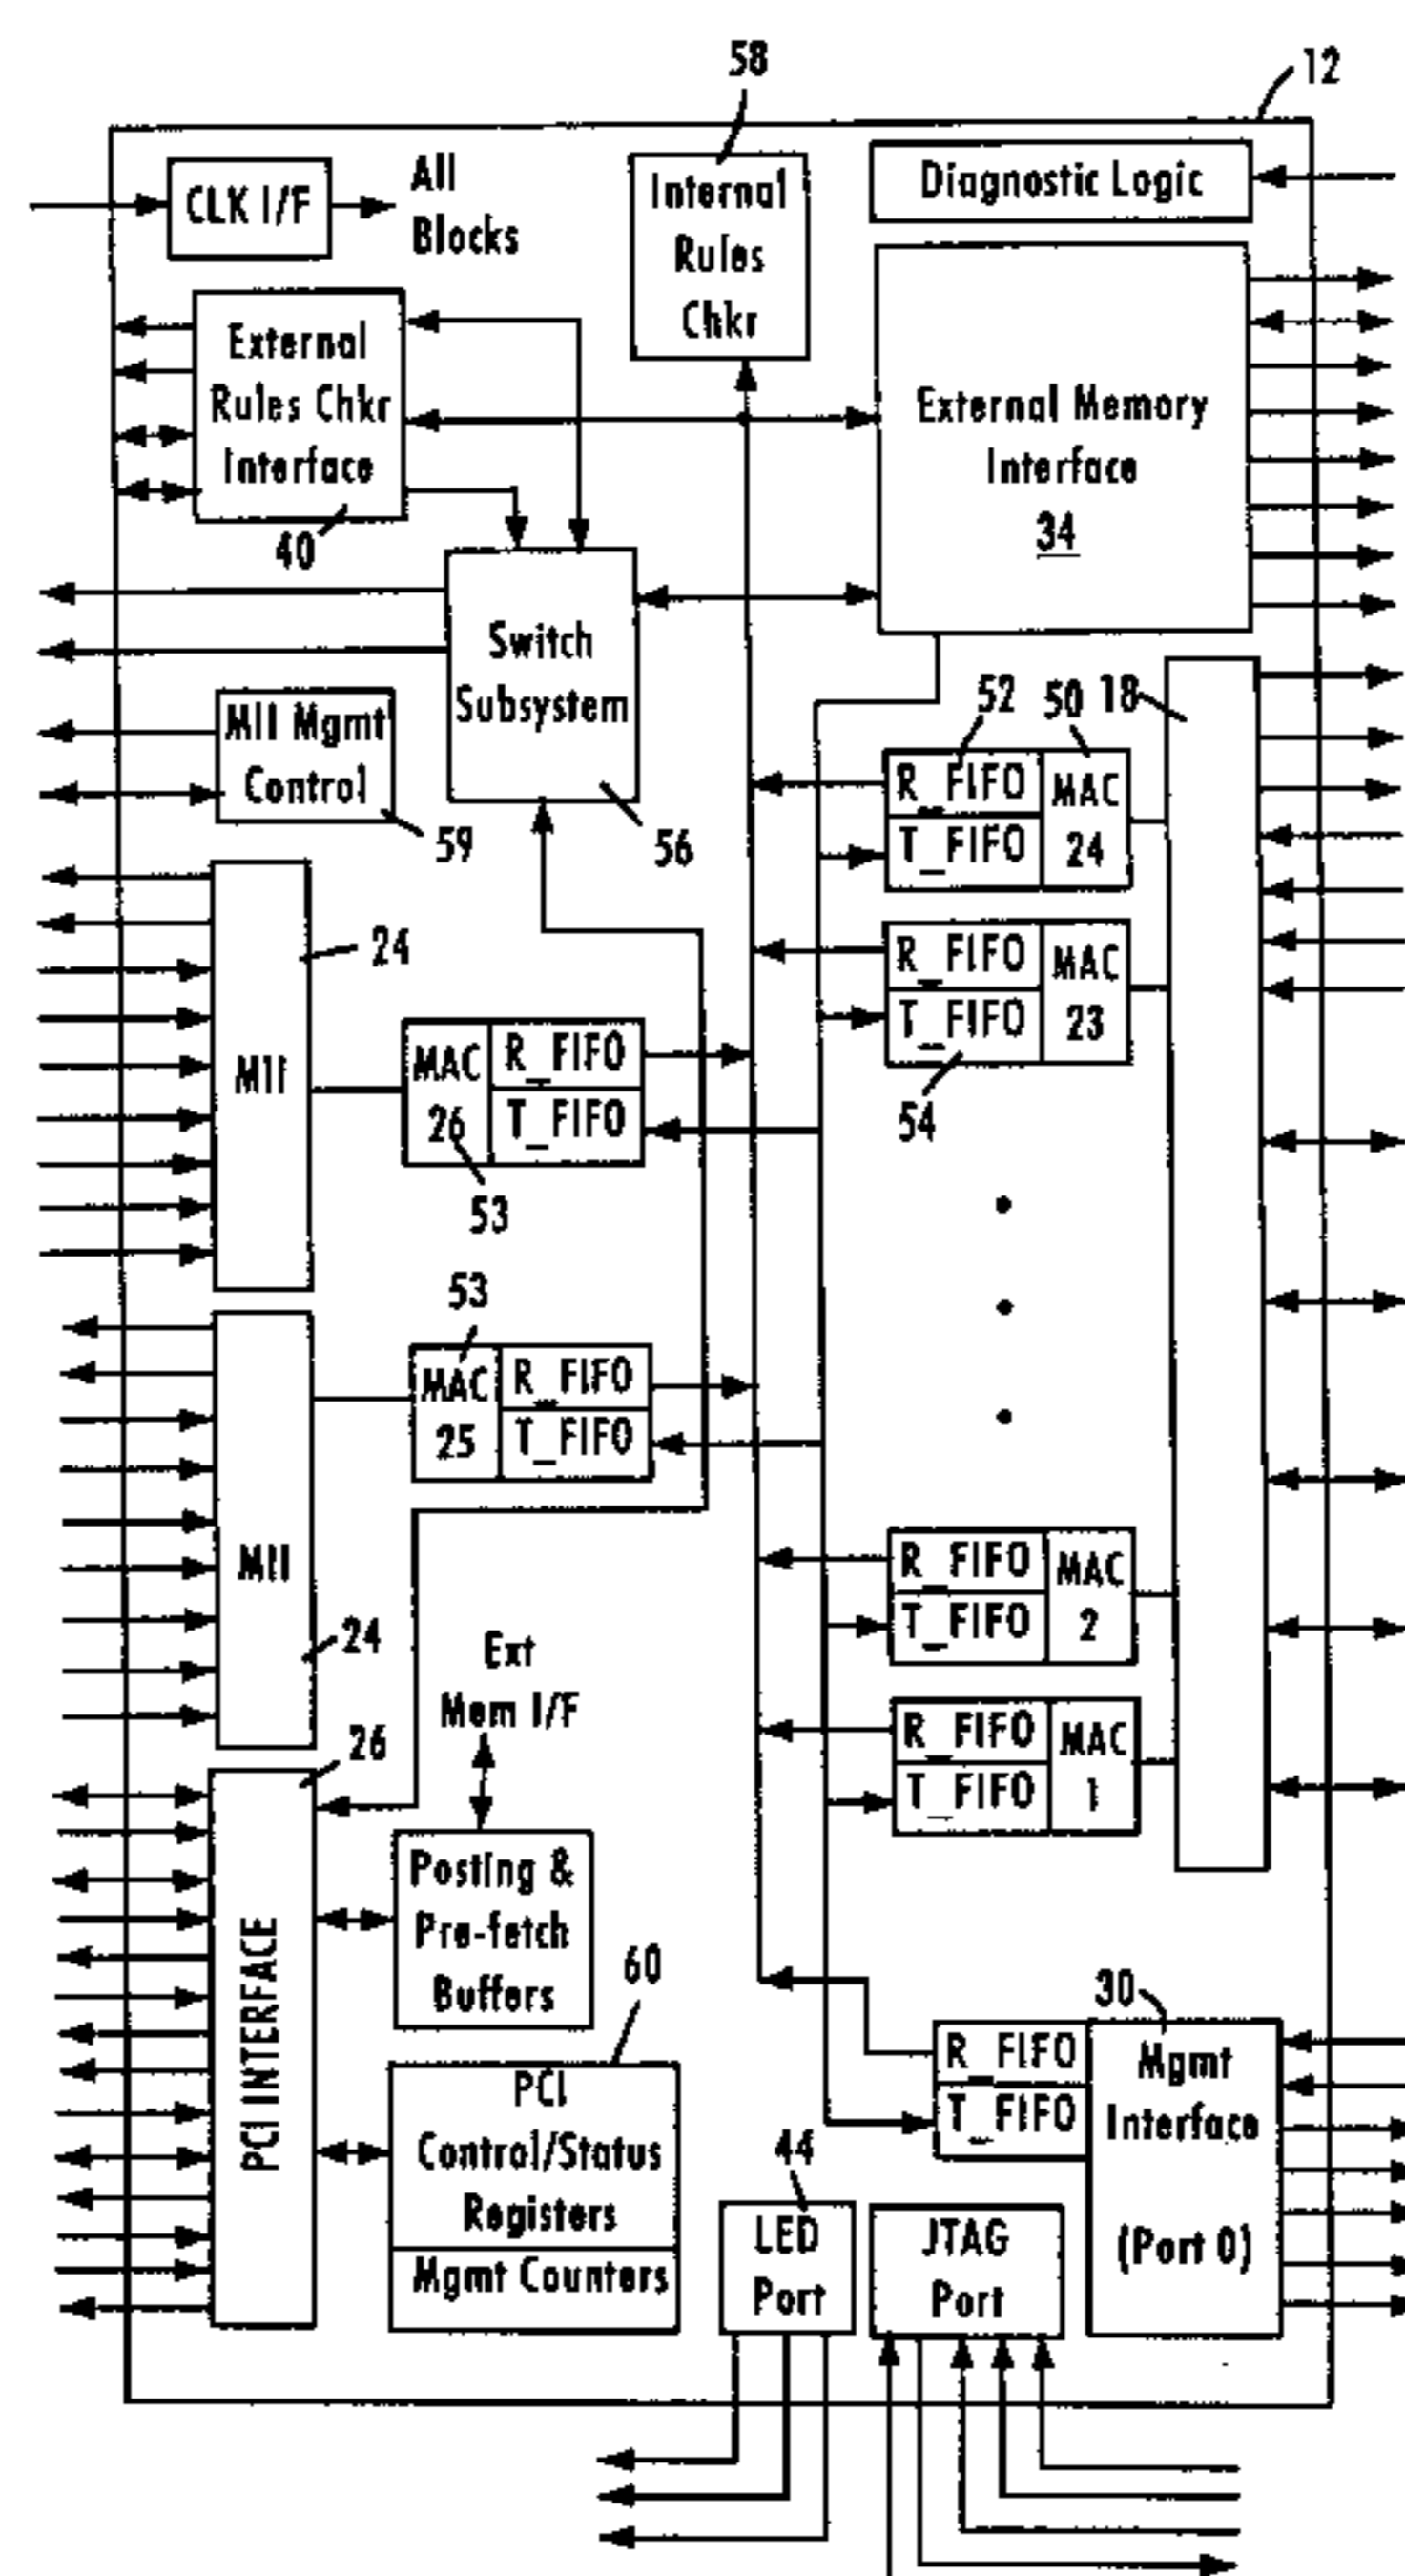 58
12
CLK I/F
All
Blocks
Internal
Rules
Chkr
Diagnostic Logic
External
Rules Chkr
Interface
40
External Memory
Interface
34
Switch
Subsystem
56
MII Mgmt
Control
59
52
50
18
R_FIFO
T_FIFO
MAC
24
R_FIFO
T_FIFO
MAC
23
54
24
MII
MAC
26
R_FIFO
T_FIFO
53
53
MAC
25
R_FIFO
T_FIFO
MII
24
R_FIFO
T_FIFO
MAC
2
R_FIFO
T_FIFO
MAC
1
Ext
Mem I/F
26
PCI INTERFACE
Posting &
Pre-fetch
Buffers
60
PCI
Control/Status
Registers
Mgmt Counters
30
R_FIFO
T_FIFO
Mgmt
Interface
(Port 0)
44
LED
Port
JTAG
Port